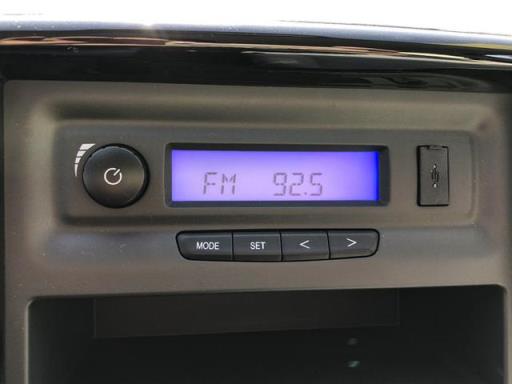 FM 92.5
MODE SET < >